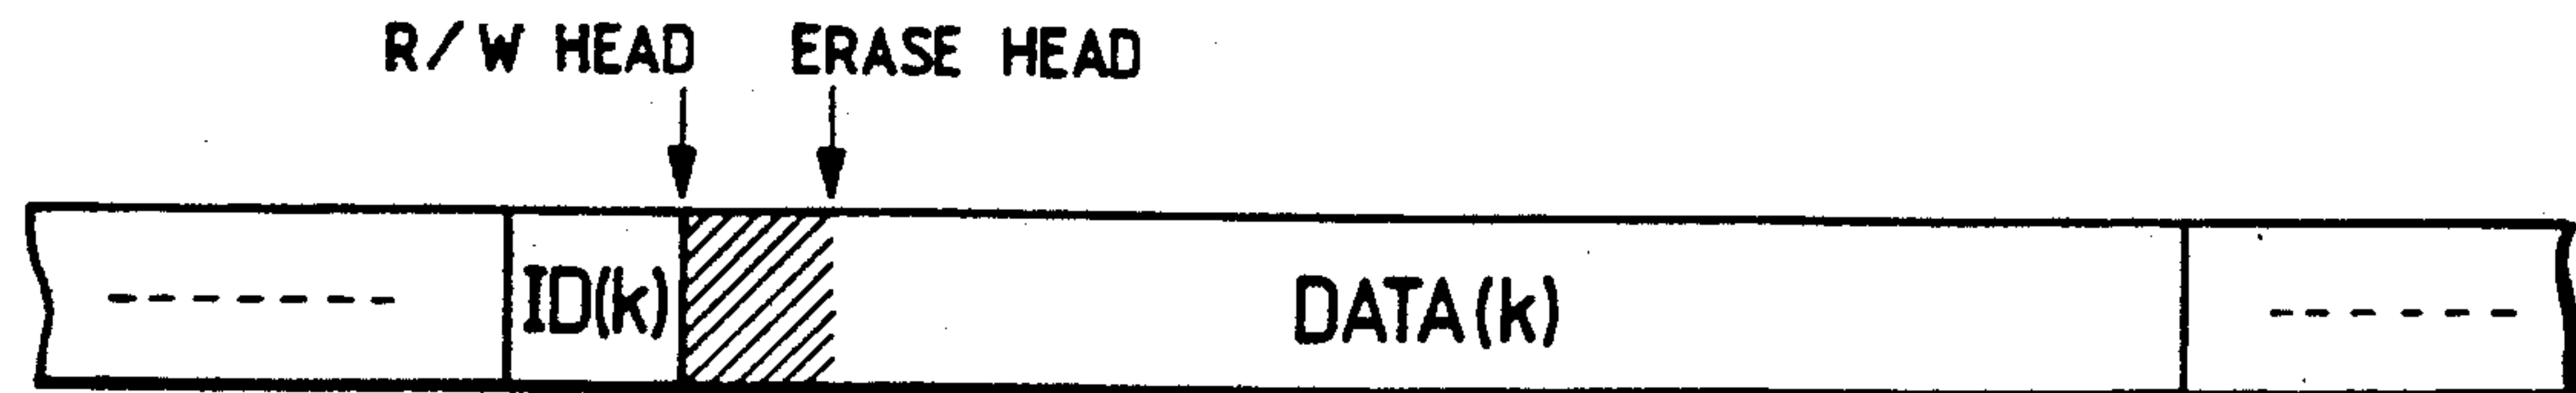 R/W HEAD ERASE HEAD
ID(k) DATA(k)